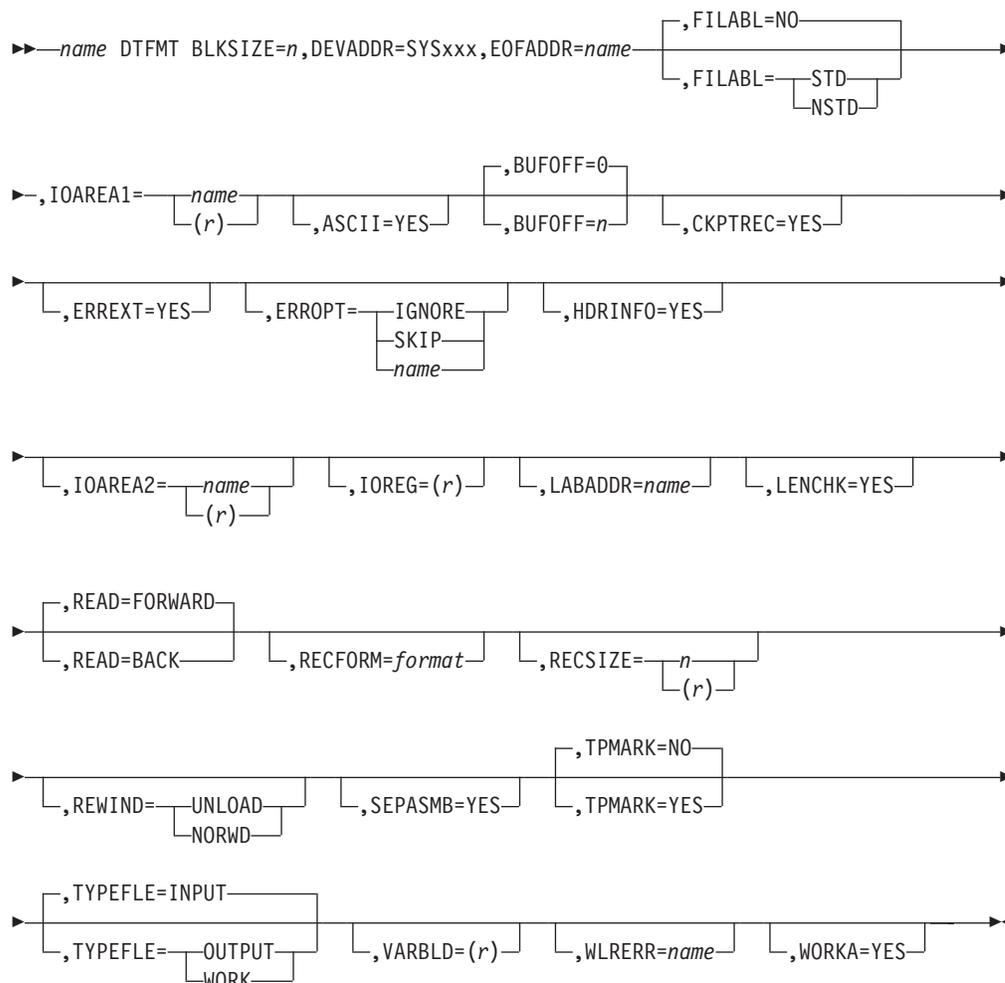 ,FILABL=NO
name DTFMT BLKSIZE=n,DEVADDR=SYSxxx,EOFADDR=name
,FILABL= STD
NSTD
,BUFOFF=0
,IOAREA1= name
(r)
,ASCII=YES
,BUFOFF=n
,CKPTREC=YES
,ERREXT=YES
,ERROPT= IGNORE
SKIP
name
,HDRINFO=YES
,IOAREA2= name
(r)
,IOREG=(r)
,LABADDR=name
,LENCHK=YES
,READ=FORWARD
,READ=BACK
,RECFORM=format
,RECSIZE= n
(r)
,REWIND= UNLOAD
NORWD
,SEPASMB=YES
,TPMARK=NO
,TPMARK=YES
,TYPEFLE=INPUT
,TYPEFLE= OUTPUT
WORK
,VARBLD=(r)
,WLRERR=name
,WORKA=YES